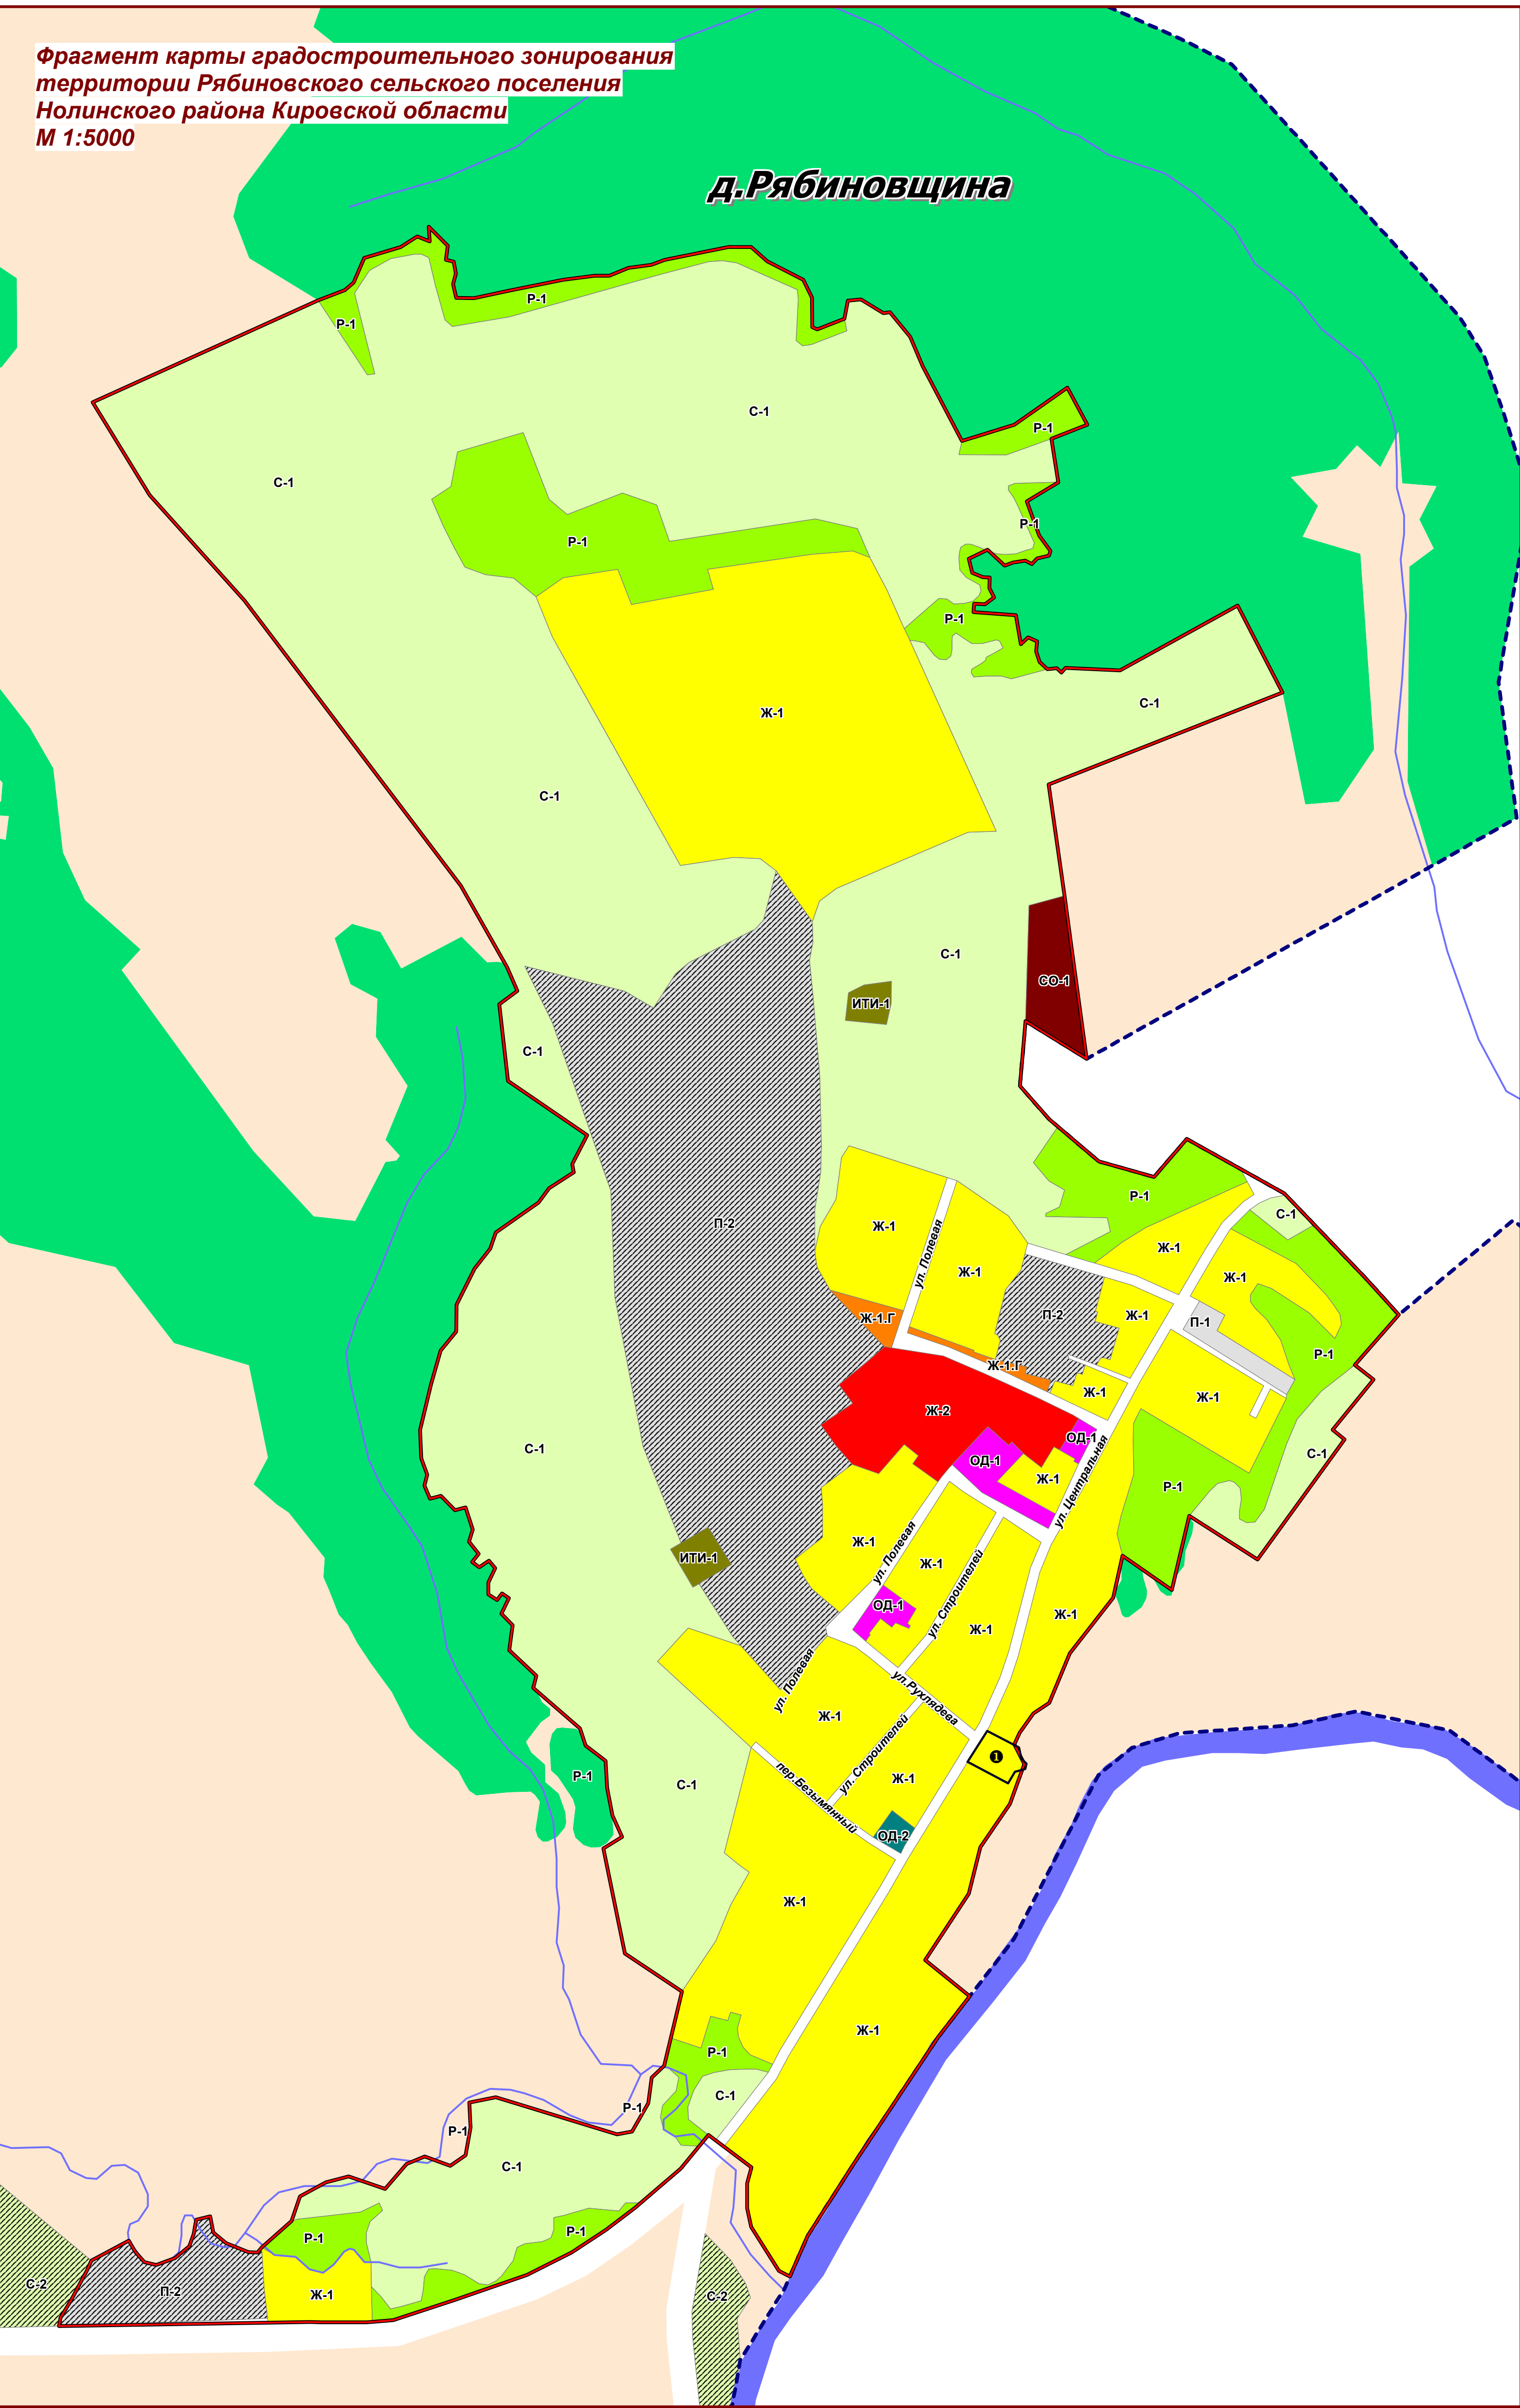 Фрагмент карты градостроительного зонирования
территории Рябиновского сельского поселения
Нолинского района Кировской области
М 1:5000
д.Рябиновщина
Р-1
Р-1
С-1
Р-1
С-1
Р-1
Р-1
Р-1
С-1
Ж-1
С-1
С-1
СО-1
ИТИ-1
С-1
Р-1
С-1
П-2
Ж-1
ул. Полевая
Ж-1
Ж-1
Ж-1
Ж-1.Г
П-2
Ж-1
П-1
Р-1
Ж-1.Г
Ж-1
Ж-1
Ж-2
ОД-1
С-1
С-1
ОД-1
Ж-1
ул. Центральная
Р-1
ИТИ-1
Ж-1
ул. Полевая
Ж-1
ул. Строителей
ОД-1
Ж-1
Ж-1
ул. Полевая
ул.Рухлядева
Ж-1
ул. Строителей
1
Р-1
С-1
пер.Безымянный
Ж-1
ОД-2
Ж-1
Ж-1
Р-1
С-1
Р-1
Р-1
С-1
Р-1
Р-1
С-2
П-2
Ж-1
С-2